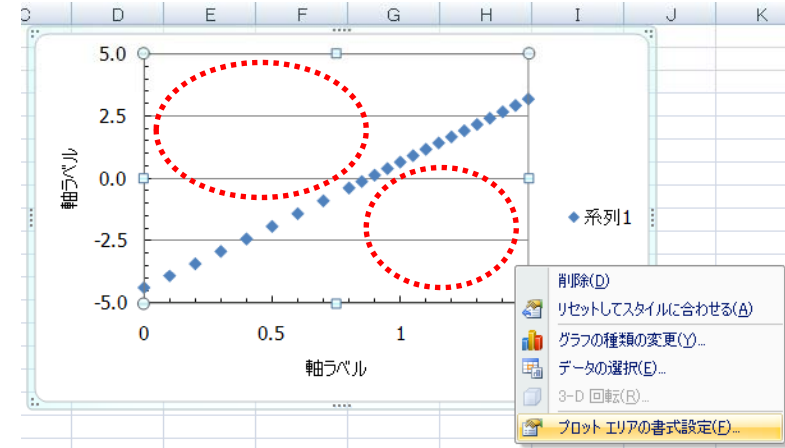 C D E F G H I J K
5.0
2.5
0.0
-2.5
-5.0
軸ラベル
0 0.5 1
軸ラベル
系列1
削除(D)
リセットしてスタイルに合わせる(A)
グラフの種類の変更(Y)...
データの選択(E)...
3-D 回転(R)...
プロット エリアの書式設定(F)...